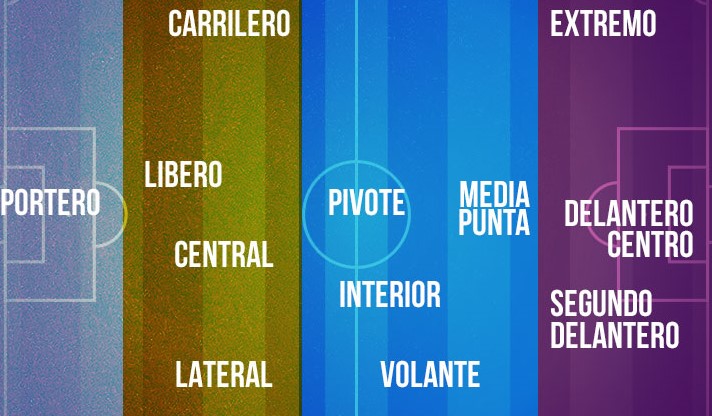 CARRILERO
EXTREMO
LIBERO
PORTERO
PIVOTE
MEDIA
PUNTA
DELANTERO
CENTRO
CENTRAL
INTERIOR
SEGUNDO
DELANTERO
LATERAL
VOLANTE